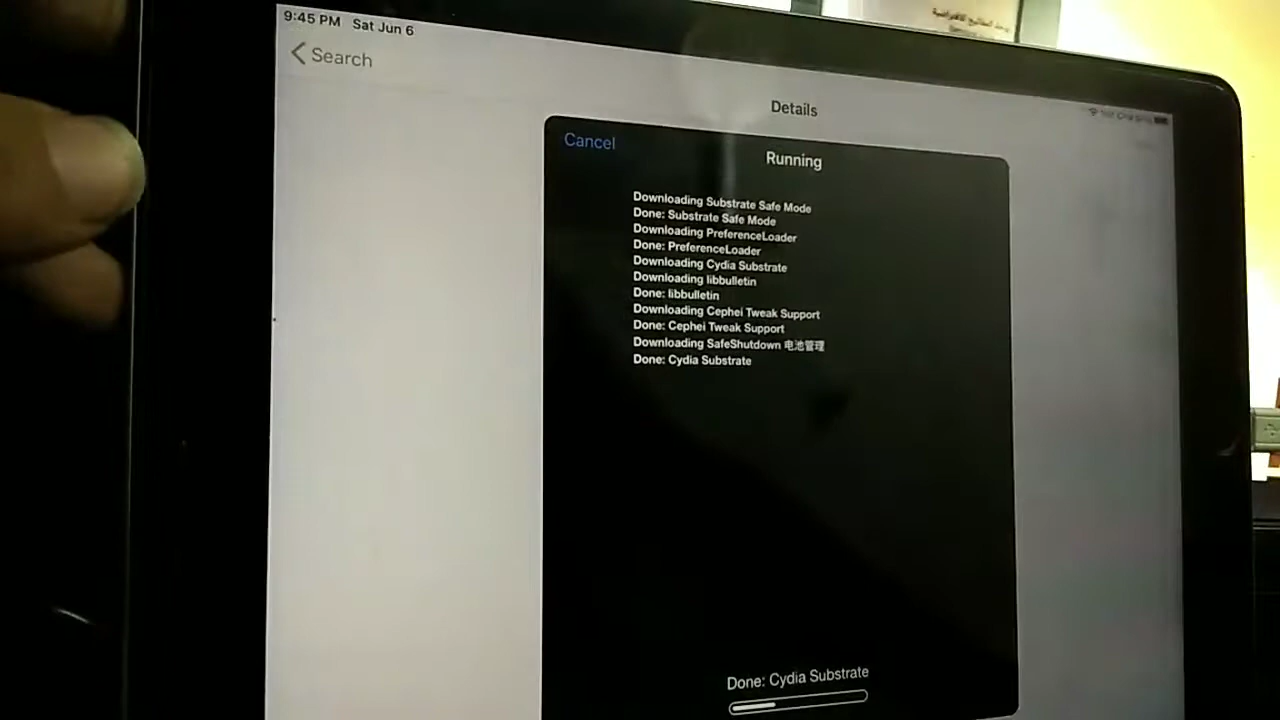 9:45 PM Sat Jun 6
Search
Details
Cancel
Running
Downloading Substrate Safe Mode
Done: Substrate Safe Mode
Downloading PreferenceLoader
Done: PreferenceLoader
Downloading Cydia Substrate
Downloading libbulletin
Done: libbulletin
Downloading Cephei Tweak Support
Done: Cephei Tweak Support
Downloading SafeShutdown 电池管理
Done: Cydia Substrate
Done: Cydia Substrate